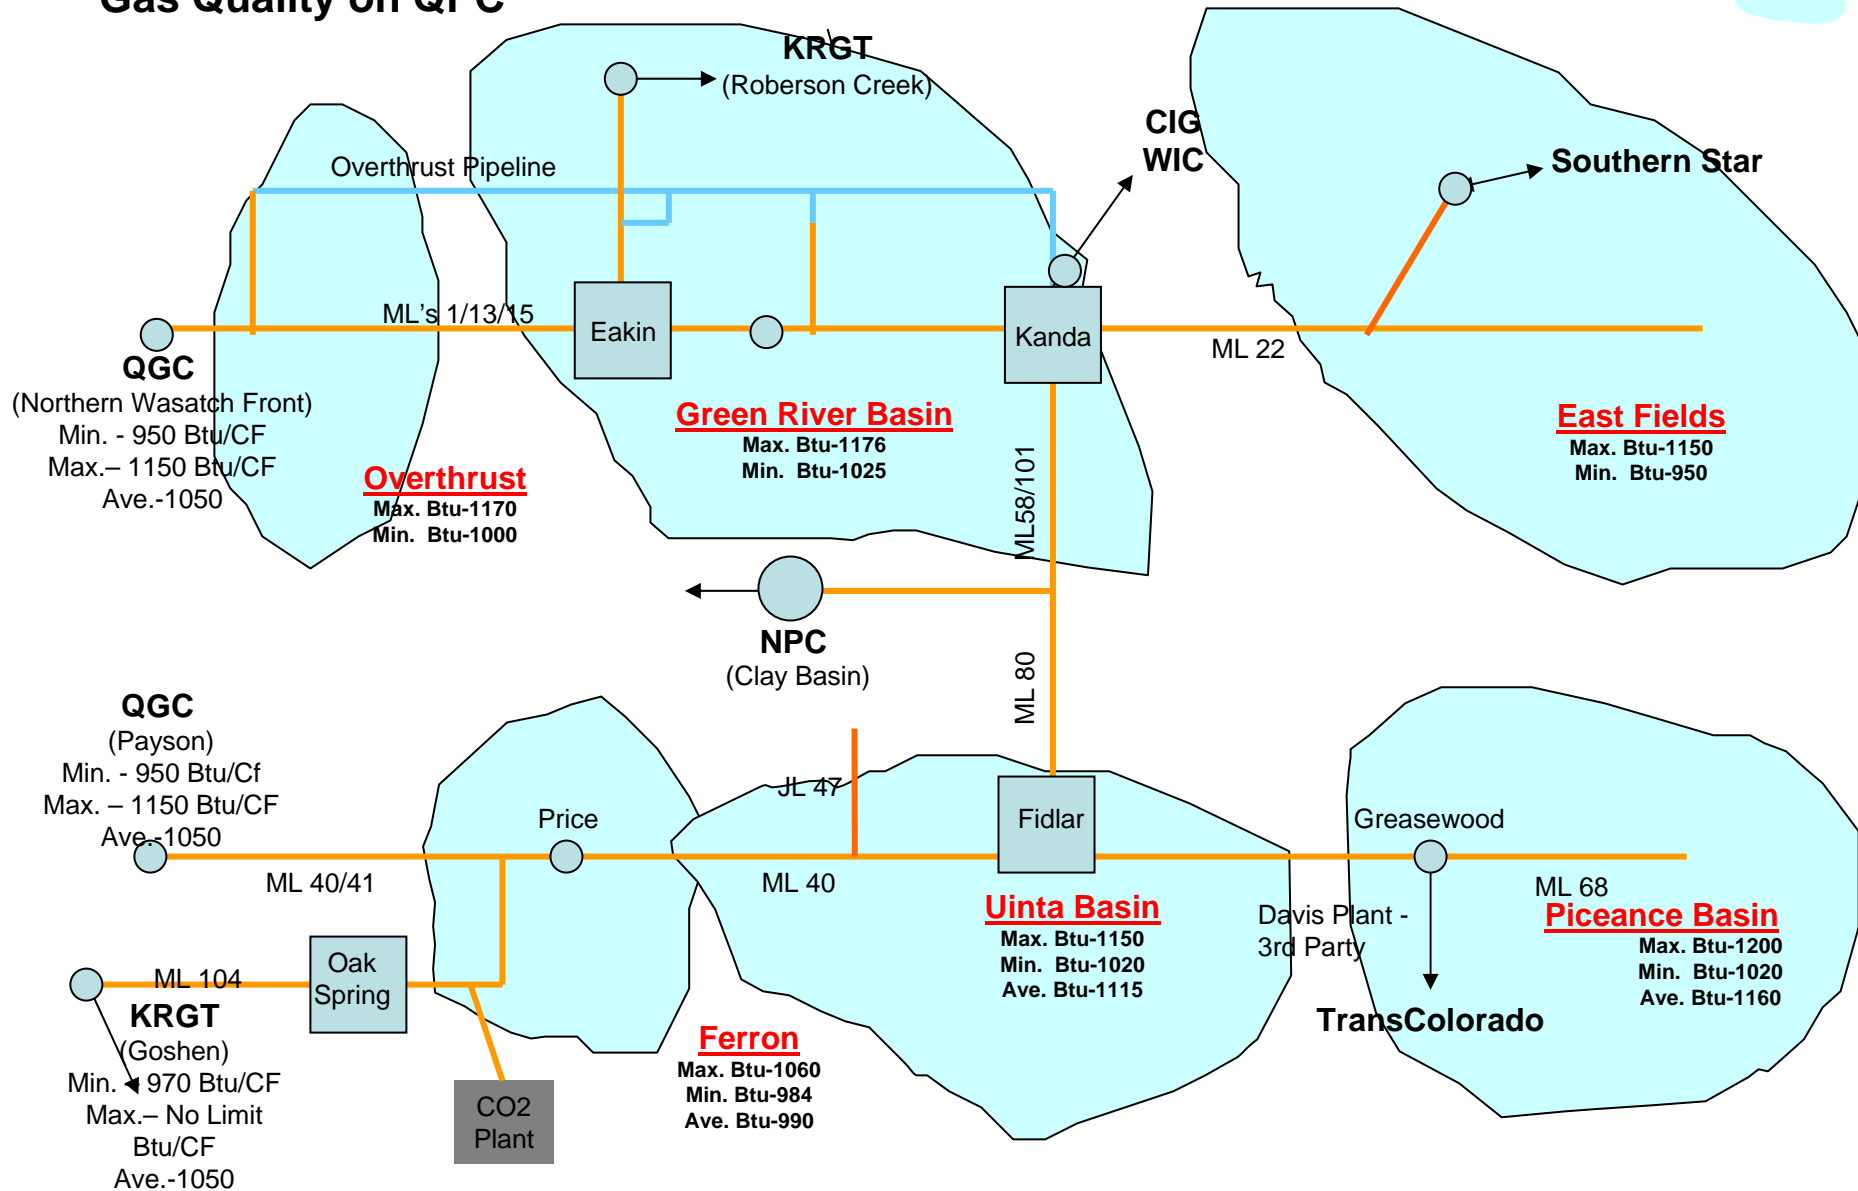 Gas Quality on QPC
KRGT
(Roberson Creek)
CIG
WIC
Southern Star
Overthrust Pipeline
ML's 1/13/15
Eakin
Kanda
ML 22
QGC
(Northern Wasatch Front)
Min. - 950 Btu/CF
Max.– 1150 Btu/CF
Ave.-1050
Overthrust
Max. Btu-1170
Min. Btu-1000
Green River Basin
Max. Btu-1176
Min. Btu-1025
East Fields
Max. Btu-1150
Min. Btu-950
ML58/101
NPC
(Clay Basin)
ML 80
QGC
(Payson)
Min. - 950 Btu/Cf
Max. – 1150 Btu/CF
Ave.-1050
JL 47
Price
Fidlar
Greasewood
ML 40/41
ML 40
ML 68
Uinta Basin
Max. Btu-1150
Min. Btu-1020
Ave. Btu-1115
Davis Plant -
3rd Party
Piceance Basin
Max. Btu-1200
Min. Btu-1020
Ave. Btu-1160
TransColorado
ML 104
Oak
Spring
KRGT
(Goshen)
Min. - 970 Btu/CF
Max.– No Limit
Btu/CF
Ave.-1050
Ferron
Max. Btu-1060
Min. Btu-984
Ave. Btu-990
CO2
Plant